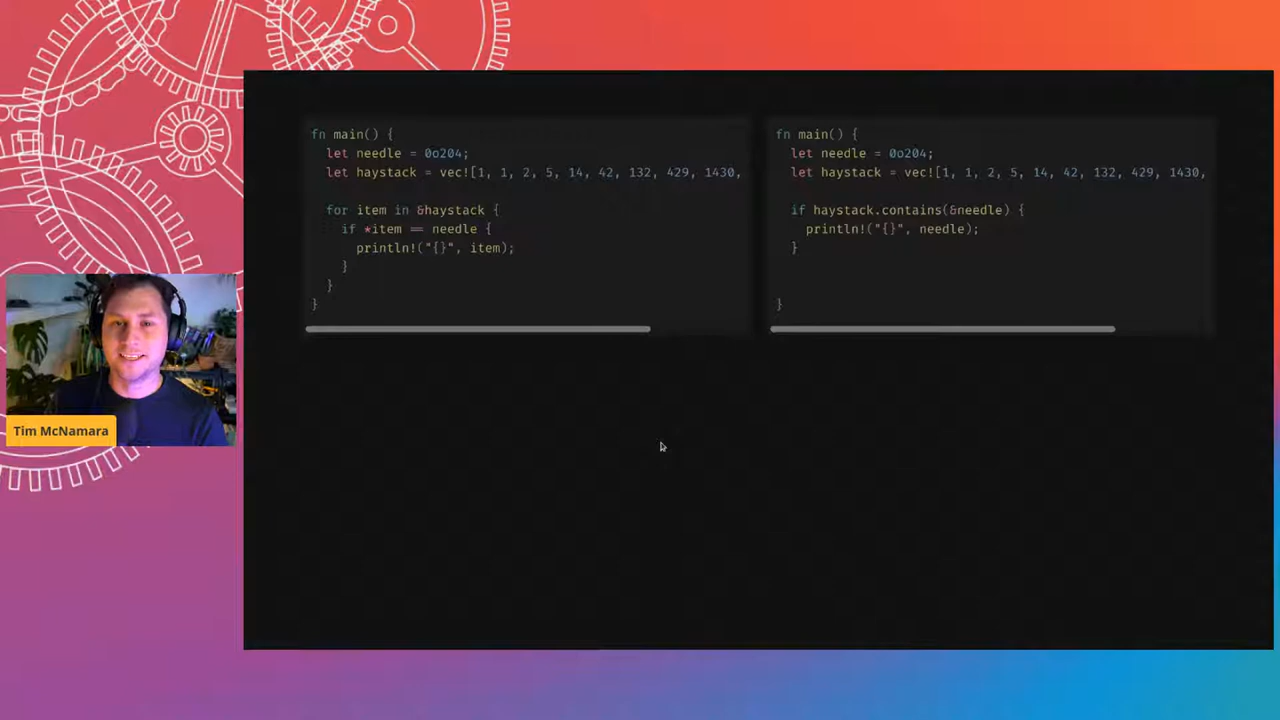 fn main() {
let needle = 0o204;
let haystack = vec![1, 1, 2, 5, 14, 42, 132, 429, 1430,
for item in &haystack {
if *item == needle {
println!("{}", item);
}
}
}
fn main() {
let needle = 0o204;
let haystack = vec![1, 1, 2, 5, 14, 42, 132, 429, 1430,
if haystack.contains(&needle) {
println!("{}", needle);
}
}
Tim McNamara